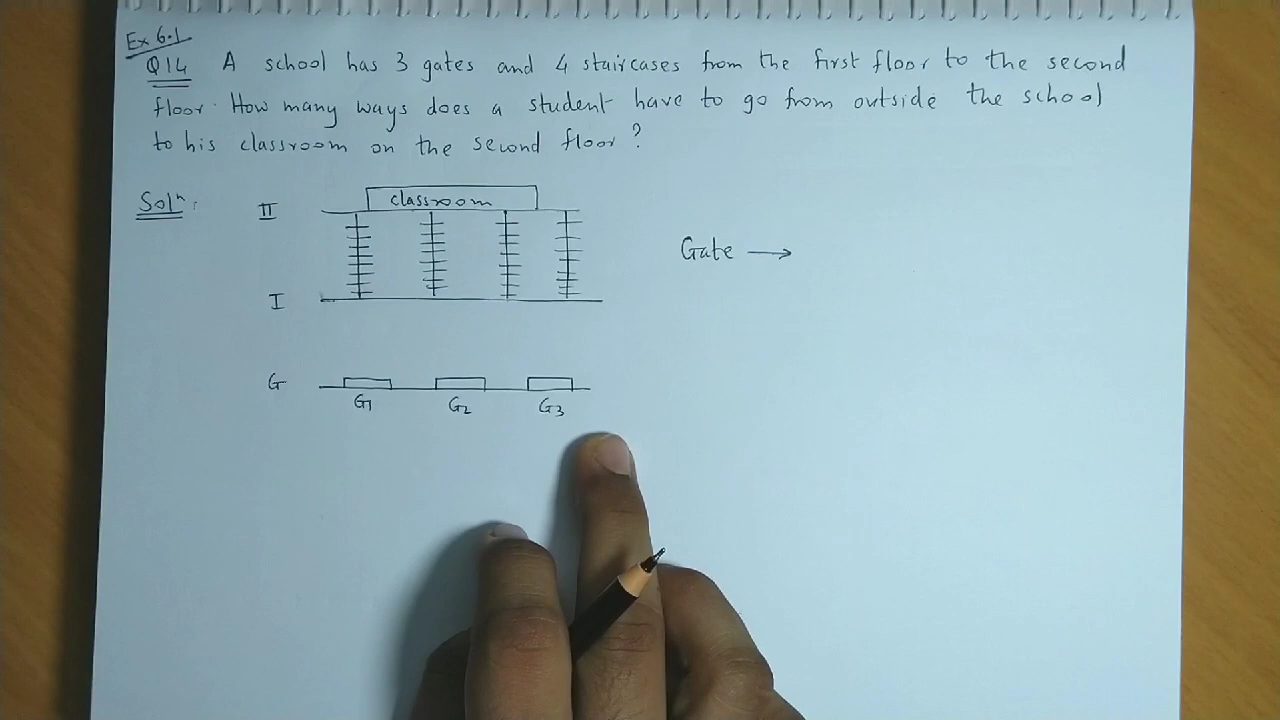 Ex 6.1
Q14 A school has 3 gates and 4 staircases from the first floor to the second
floor. How many ways does a student have to go from outside the school
to his classroom on the second floor?
Solⁿ:
II classroom
Gate →
I
G
G1 G2 G3